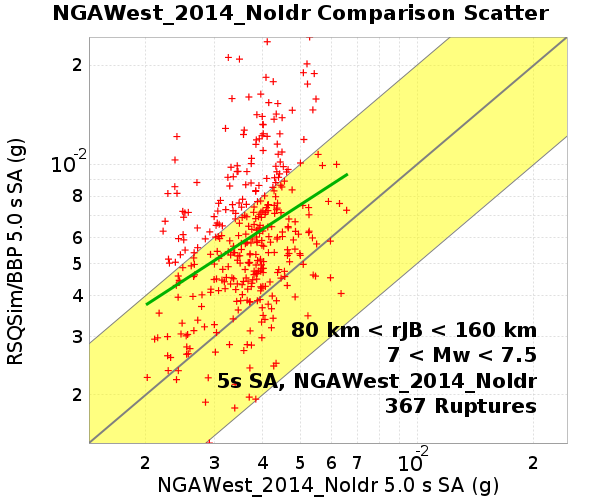 NGAWest_2014_NoIdr Comparison Scatter
RSQSim/BBP 5.0 s SA (g)
2
10-2
8
7
6
5
4
3
2
80 km < rJB < 160 km
7 < Mw < 7.5
5s SA, NGAWest_2014_NoIdr
367 Ruptures
2 3 4 5 6 7 10-2 2
NGAWest_2014_NoIdr 5.0 s SA (g)